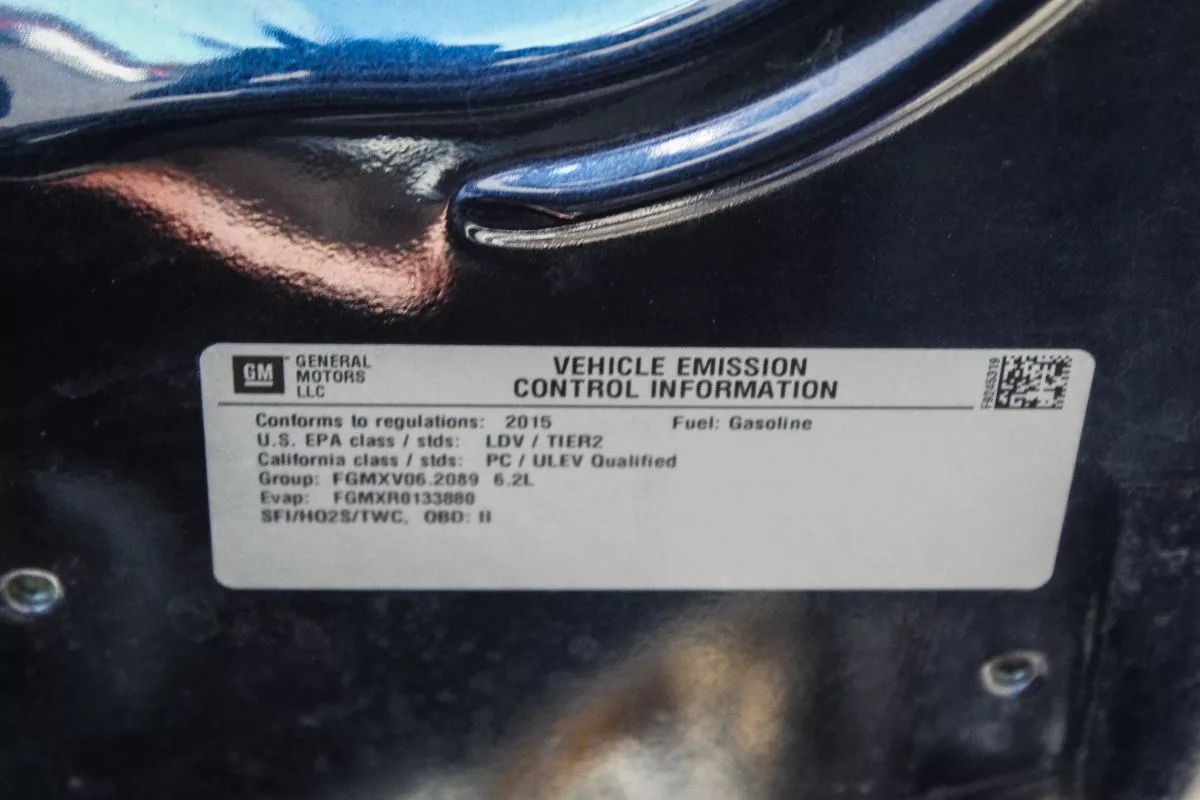 GM
GENERAL
MOTORS
LLC
VEHICLE EMISSION
CONTROL INFORMATION
Conforms to regulations: 2015 Fuel: Gasoline
U.S. EPA class / stds: LDV / TIER2
California class / stds: PC / ULEV Qualified
Group: FGMXV06.2089 6.2L
Evap: FGMXR0133880
SFI/HO2S/TWC, OBD: II